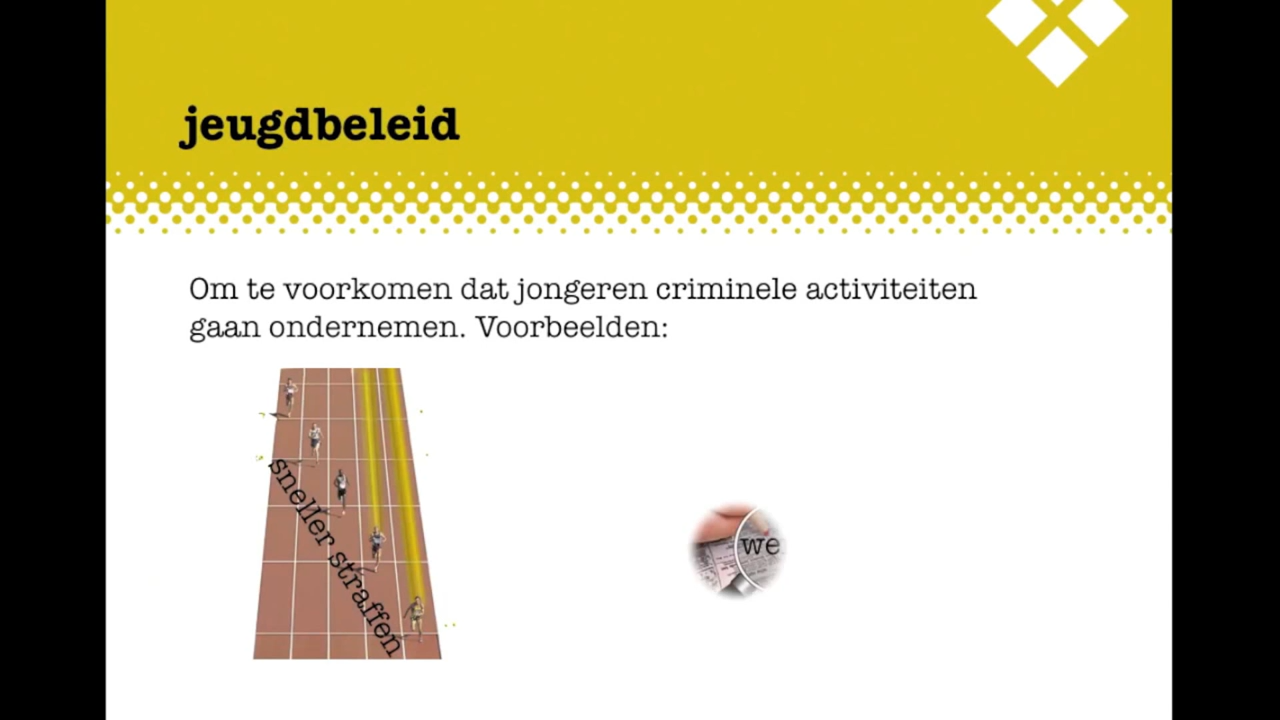 jeugdbeleid
Om te voorkomen dat jongeren criminele activiteiten
gaan ondernemen. Voorbeelden:
sneller straffen
we